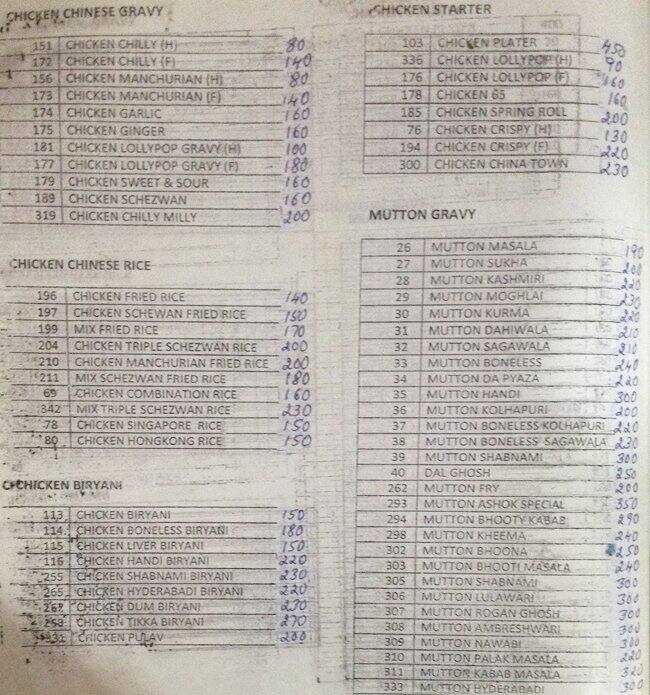 CHICKEN CHINESE GRAVY
151 CHICKEN CHILLY (H) 80
172 CHICKEN CHILLY (F) 140
156 CHICKEN MANCHURIAN (H) 80
173 CHICKEN MANCHURIAN (F) 140
174 CHICKEN GARLIC 160
175 CHICKEN GINGER 160
181 CHICKEN LOLLYPOP GRAVY (H) 100
177 CHICKEN LOLLYPOP GRAVY (F) 180
179 CHICKEN SWEET & SOUR 160
189 CHICKEN SCHEZWAN 160
319 CHICKEN CHILLY MILLY 200
CHICKEN CHINESE RICE
196 CHICKEN FRIED RICE 140
197 CHICKEN SCHEWAN FRIED RICE 150
199 MIX FRIED RICE 170
204 CHICKEN TRIPLE SCHEZWAN RICE 200
210 CHICKEN MANCHURIAN FRIED RICE 200
211 MIX SCHEZWAN FRIED RICE 180
69 CHICKEN COMBINATION RICE 160
342 MIX TRIPLE SCHEZWAN RICE 230
78 CHICKEN SINGAPORE RICE 150
80 CHICKEN HONGKONG RICE 150
CHICKEN BIRYANI
113 CHICKEN BIRYANI 150
114 CHICKEN BONELESS BIRYANI 180
115 CHICKEN LIVER BIRYANI 150
116 CHICKEN HANDI BIRYANI 220
255 CHICKEN SHABNAMI BIRYANI 230
265 CHICKEN HYDERABADI BIRYANI 220
267 CHICKEN DUM BIRYANI 270
268 CHICKEN TIKKA BIRYANI 270
CHICKEN PULAV 200
CHICKEN STARTER
103 CHICKEN PLATER 450
336 CHICKEN LOLLYPOP (H) 90
176 CHICKEN LOLLYPOP (F) 160
178 CHICKEN 65 160
185 CHICKEN SPRING ROLL 200
76 CHICKEN CRISPY (H) 130
194 CHICKEN CRISPY (F) 220
300 CHICKEN CHINA TOWN 230
MUTTON GRAVY
26 MUTTON MASALA 190
27 MUTTON SUKHA 200
28 MUTTON KASHMIRI 220
29 MUTTON MOGHLAI 230
30 MUTTON KURMA 220
31 MUTTON DAHIWALA 210
32 MUTTON SAGAWALA 210
33 MUTTON BONELESS 240
34 MUTTON DA PYAZA 220
35 MUTTON HANDI 300
36 MUTTON KOLHAPURI 200
37 MUTTON BONELESS KOLHAPURI 220
38 MUTTON BONELESS SAGAWALA 230
39 MUTTON SHABNAMI 300
40 DAL GHOSH 250
262 MUTTON FRY 200
293 MUTTON ASHOK SPECIAL 350
294 MUTTON BHOOTY KABAB 290
298 MUTTON KHEEMA 240
302 MUTTON BHOONA 250
303 MUTTON BHOOTI MASALA 240
305 MUTTON SHABNAMI 300
306 MUTTON LULAWARI 300
307 MUTTON ROGAN GHOSH 300
308 MUTTON AMBRESHWARI 300
309 MUTTON NAWABI 300
310 MUTTON PALAK MASALA 220
311 MUTTON KABAB MASALA 320
333 MUTTON HYDERABADI 300